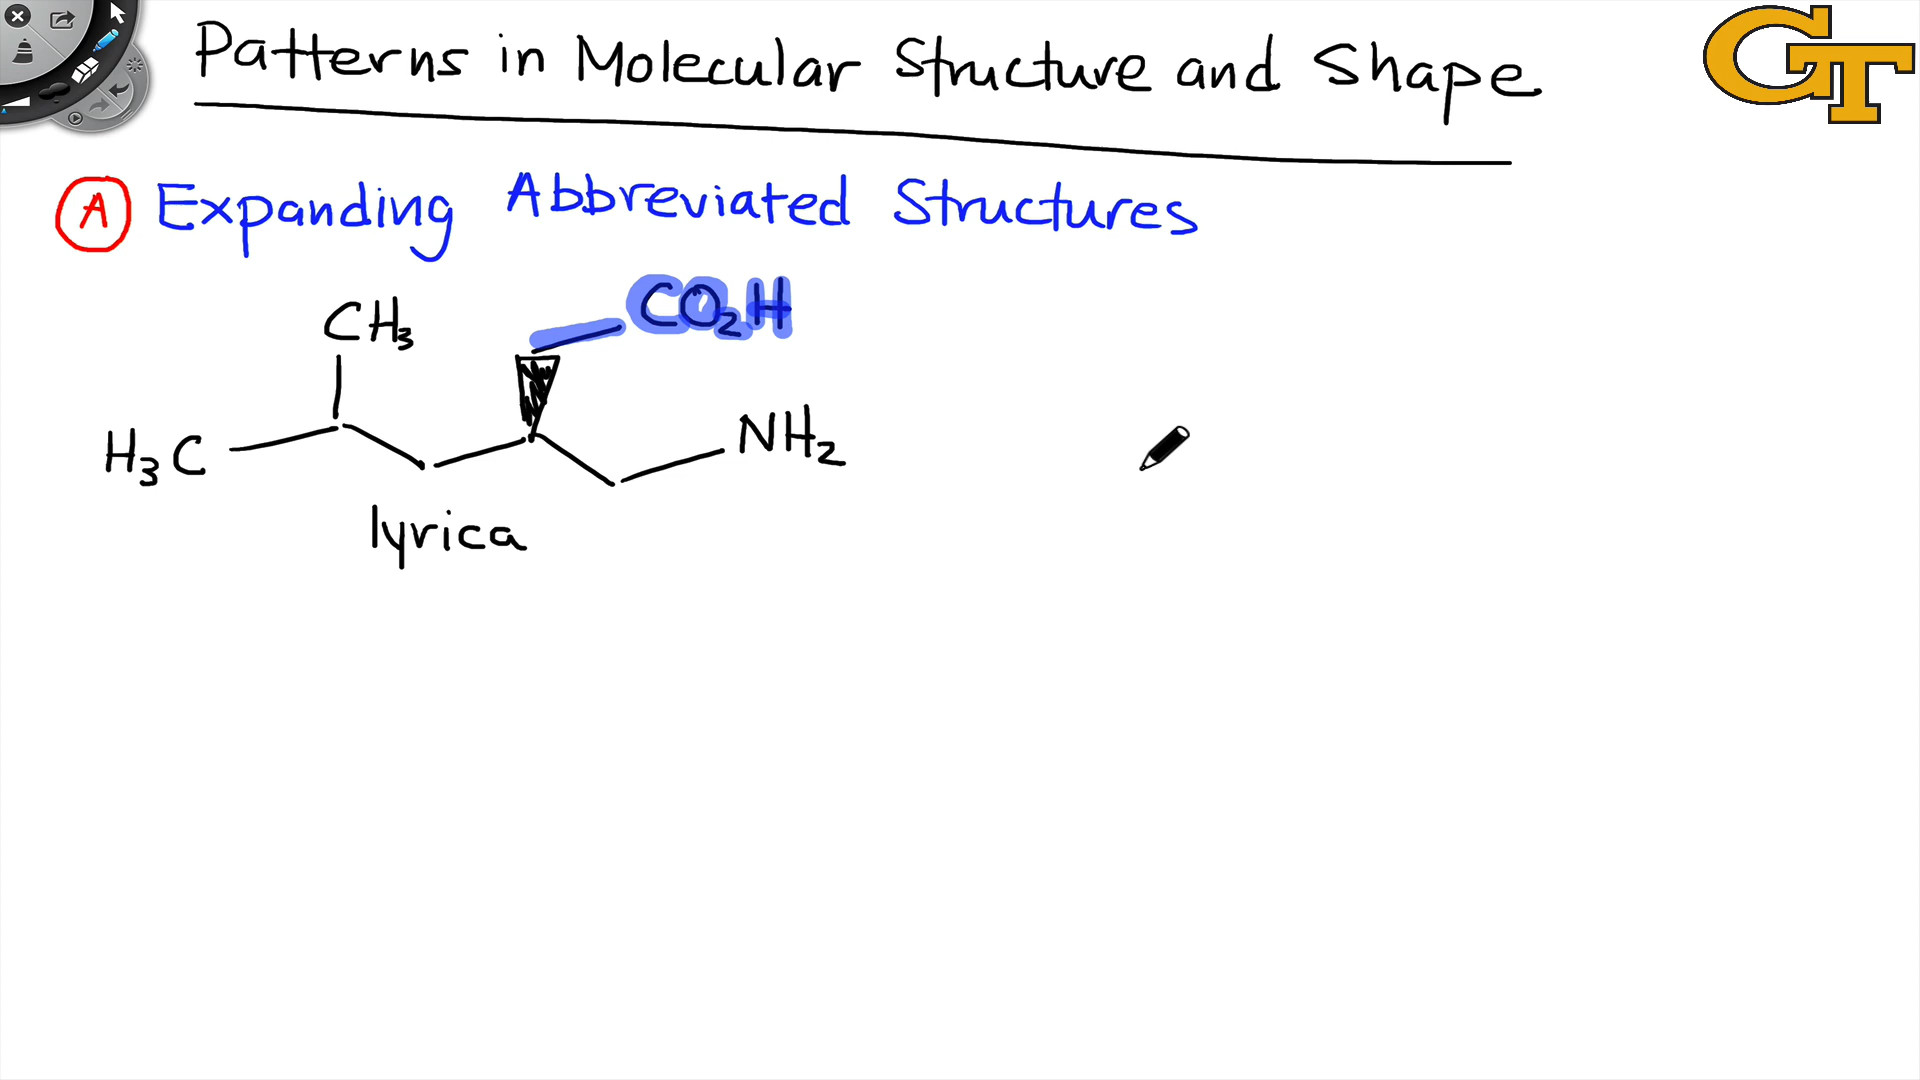 Patterns in Molecular Structure and Shape
GT
A Expanding Abbreviated Structures
CO₂H
CH₃
NH₂
H₃C
lyrica